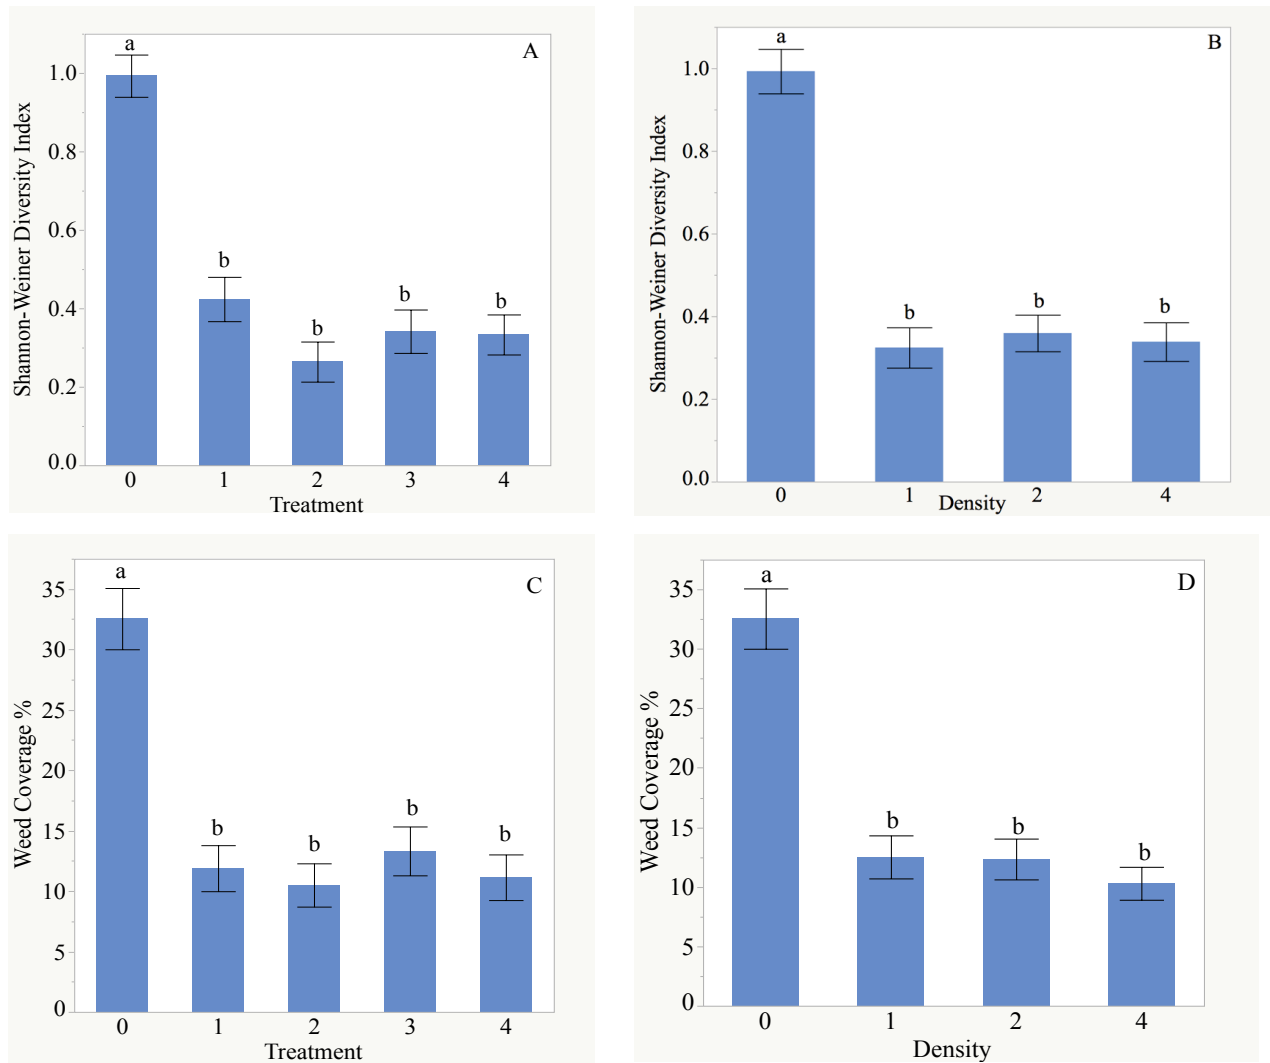 A
Shannon-Weiner Diversity Index
1.0
0.8
0.6
0.4
0.2
0.0
a
b
b
b
b
0 1 2 3 4
Treatment
B
Shannon-Weiner Diversity Index
1.0
0.8
0.6
0.4
0.2
0.0
a
b
b
b
0 1 2 4
Density
C
Weed Coverage %
35
30
25
20
15
10
5
0
a
b
b
b
b
0 1 2 3 4
Treatment
D
Weed Coverage %
35
30
25
20
15
10
5
0
a
b
b
b
0 1 2 4
Density